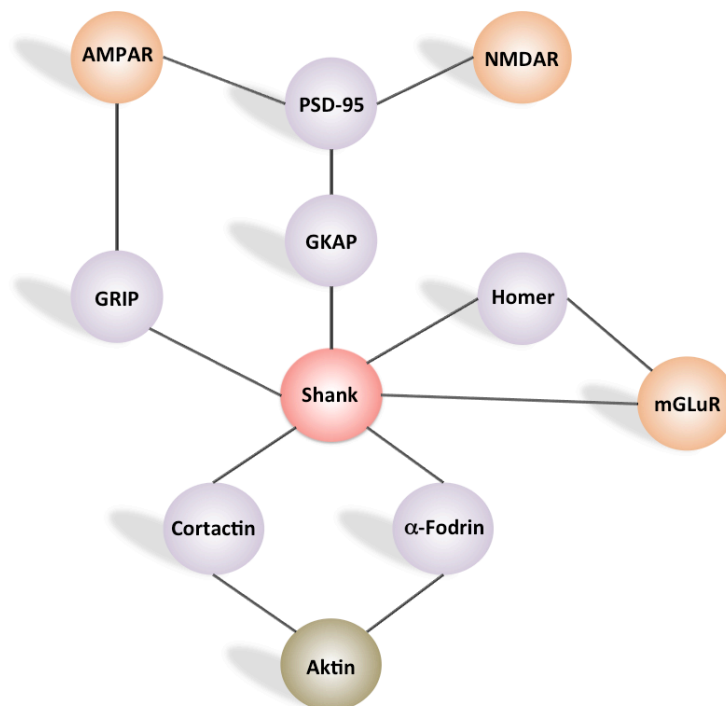 AMPAR
NMDAR
PSD-95
GKAP
GRIP
Homer
Shank
mGLuR
Cortactin
α-Fodrin
Aktin